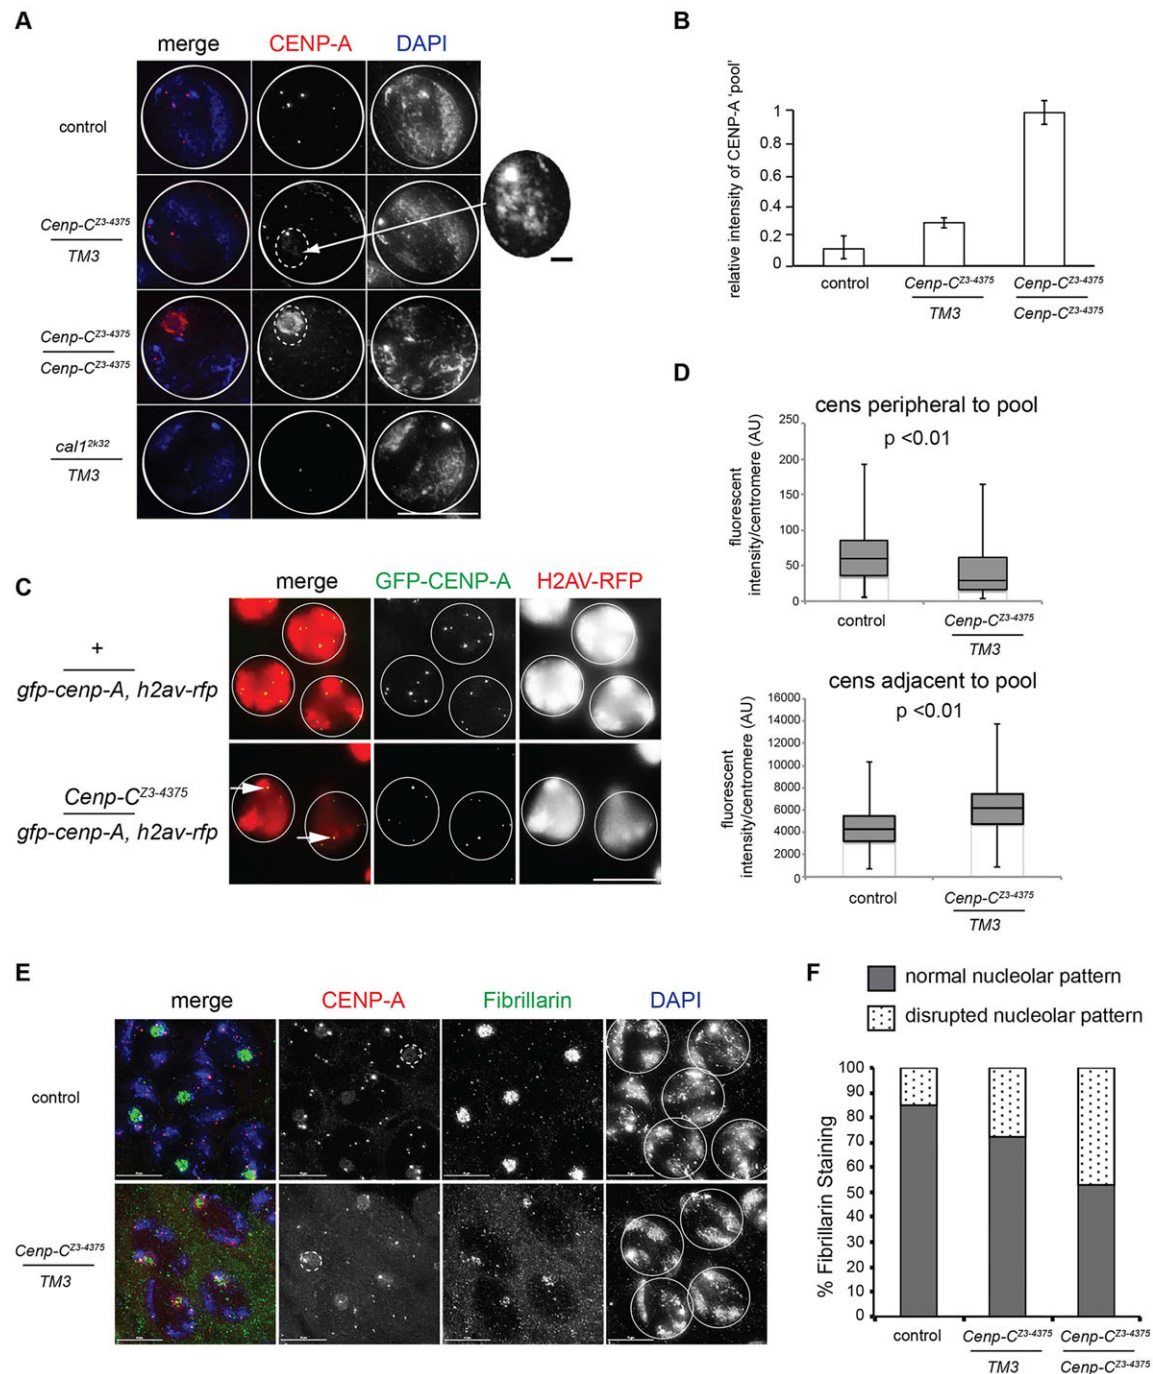 A
merge CENP-A DAPI
control
Cenp-C^Z3-4375
TM3
Cenp-C^Z3-4375
Cenp-C^Z3-4375
cal1^2k32
TM3
B
relative intensity of CENP-A 'pool'
1
0.8
0.6
0.4
0.2
0
control
Cenp-C^Z3-4375
TM3
Cenp-C^Z3-4375
Cenp-C^Z3-4375
C
merge GFP-CENP-A H2AV-RFP
+
gfp-cenp-A, h2av-rfp
Cenp-C^Z3-4375
gfp-cenp-A, h2av-rfp
D
cens peripheral to pool
p <0.01
fluorescent
intensity/centromere (AU)
250
200
150
100
50
0
control
Cenp-C^Z3-4375
TM3
cens adjacent to pool
p <0.01
fluorescent
intensity/centromere (AU)
16000
14000
12000
10000
8000
6000
4000
2000
0
control
Cenp-C^Z3-4375
TM3
E
merge CENP-A Fibrillarin DAPI
control
Cenp-C^Z3-4375
TM3
F
normal nucleolar pattern
disrupted nucleolar pattern
% Fibrillarin Staining
100
90
80
70
60
50
40
30
20
10
0
control
Cenp-C^Z3-4375
TM3
Cenp-C^Z3-4375
Cenp-C^Z3-4375